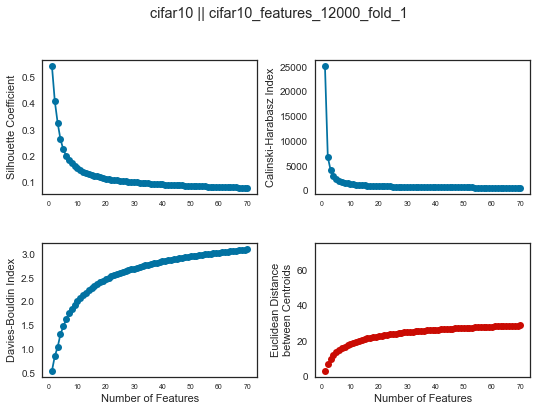 cifar10 || cifar10_features_12000_fold_1
Silhouette Coefficient
0.5
0.4
0.3
0.2
0.1
0 10 20 30 40 50 60 70
Calinski-Harabasz Index
25000
20000
15000
10000
5000
0
0 10 20 30 40 50 60 70
Davies-Bouldin Index
3.0
2.5
2.0
1.5
1.0
0.5
0 10 20 30 40 50 60 70
Number of Features
Euclidean Distance
between Centroids
60
40
20
0
0 10 20 30 40 50 60 70
Number of Features